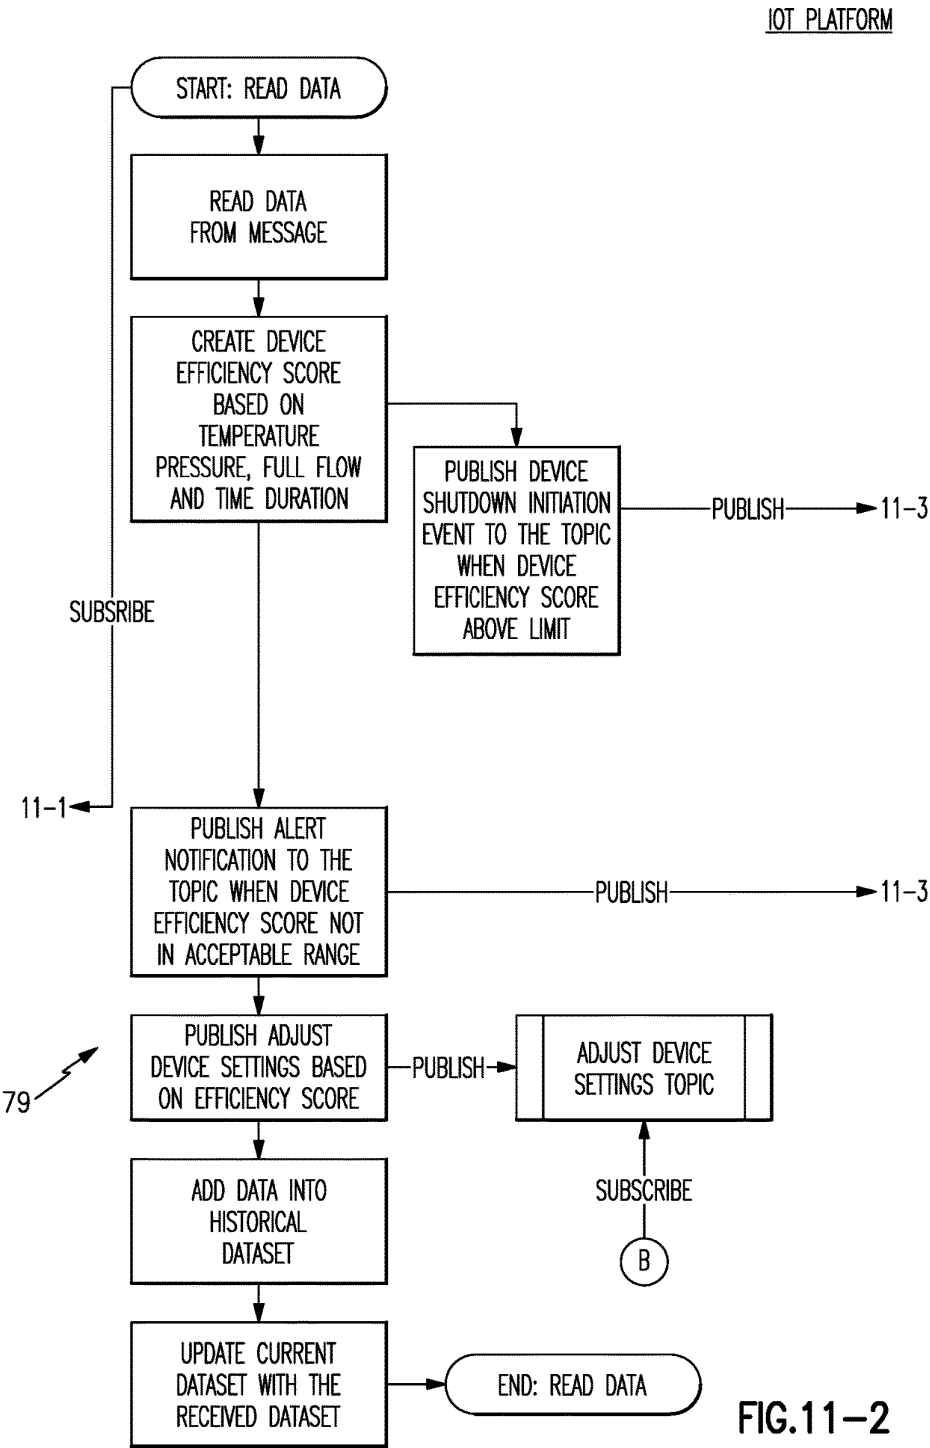 IOT PLATFORM
START: READ DATA
READ DATA
FROM MESSAGE
CREATE DEVICE
EFFICIENCY SCORE
BASED ON
TEMPERATURE
PRESSURE, FULL FLOW
AND TIME DURATION
PUBLISH DEVICE
SHUTDOWN INITIATION
EVENT TO THE TOPIC
WHEN DEVICE
EFFICIENCY SCORE
ABOVE LIMIT
PUBLISH
11-3
SUBSRIBE
11-1
PUBLISH ALERT
NOTIFICATION TO THE
TOPIC WHEN DEVICE
EFFICIENCY SCORE NOT
IN ACCEPTABLE RANGE
PUBLISH
11-3
PUBLISH ADJUST
DEVICE SETTINGS BASED
ON EFFICIENCY SCORE
PUBLISH
ADJUST DEVICE
SETTINGS TOPIC
79
ADD DATA INTO
HISTORICAL
DATASET
SUBSCRIBE
B
UPDATE CURRENT
DATASET WITH THE
RECEIVED DATASET
END: READ DATA
FIG.11-2